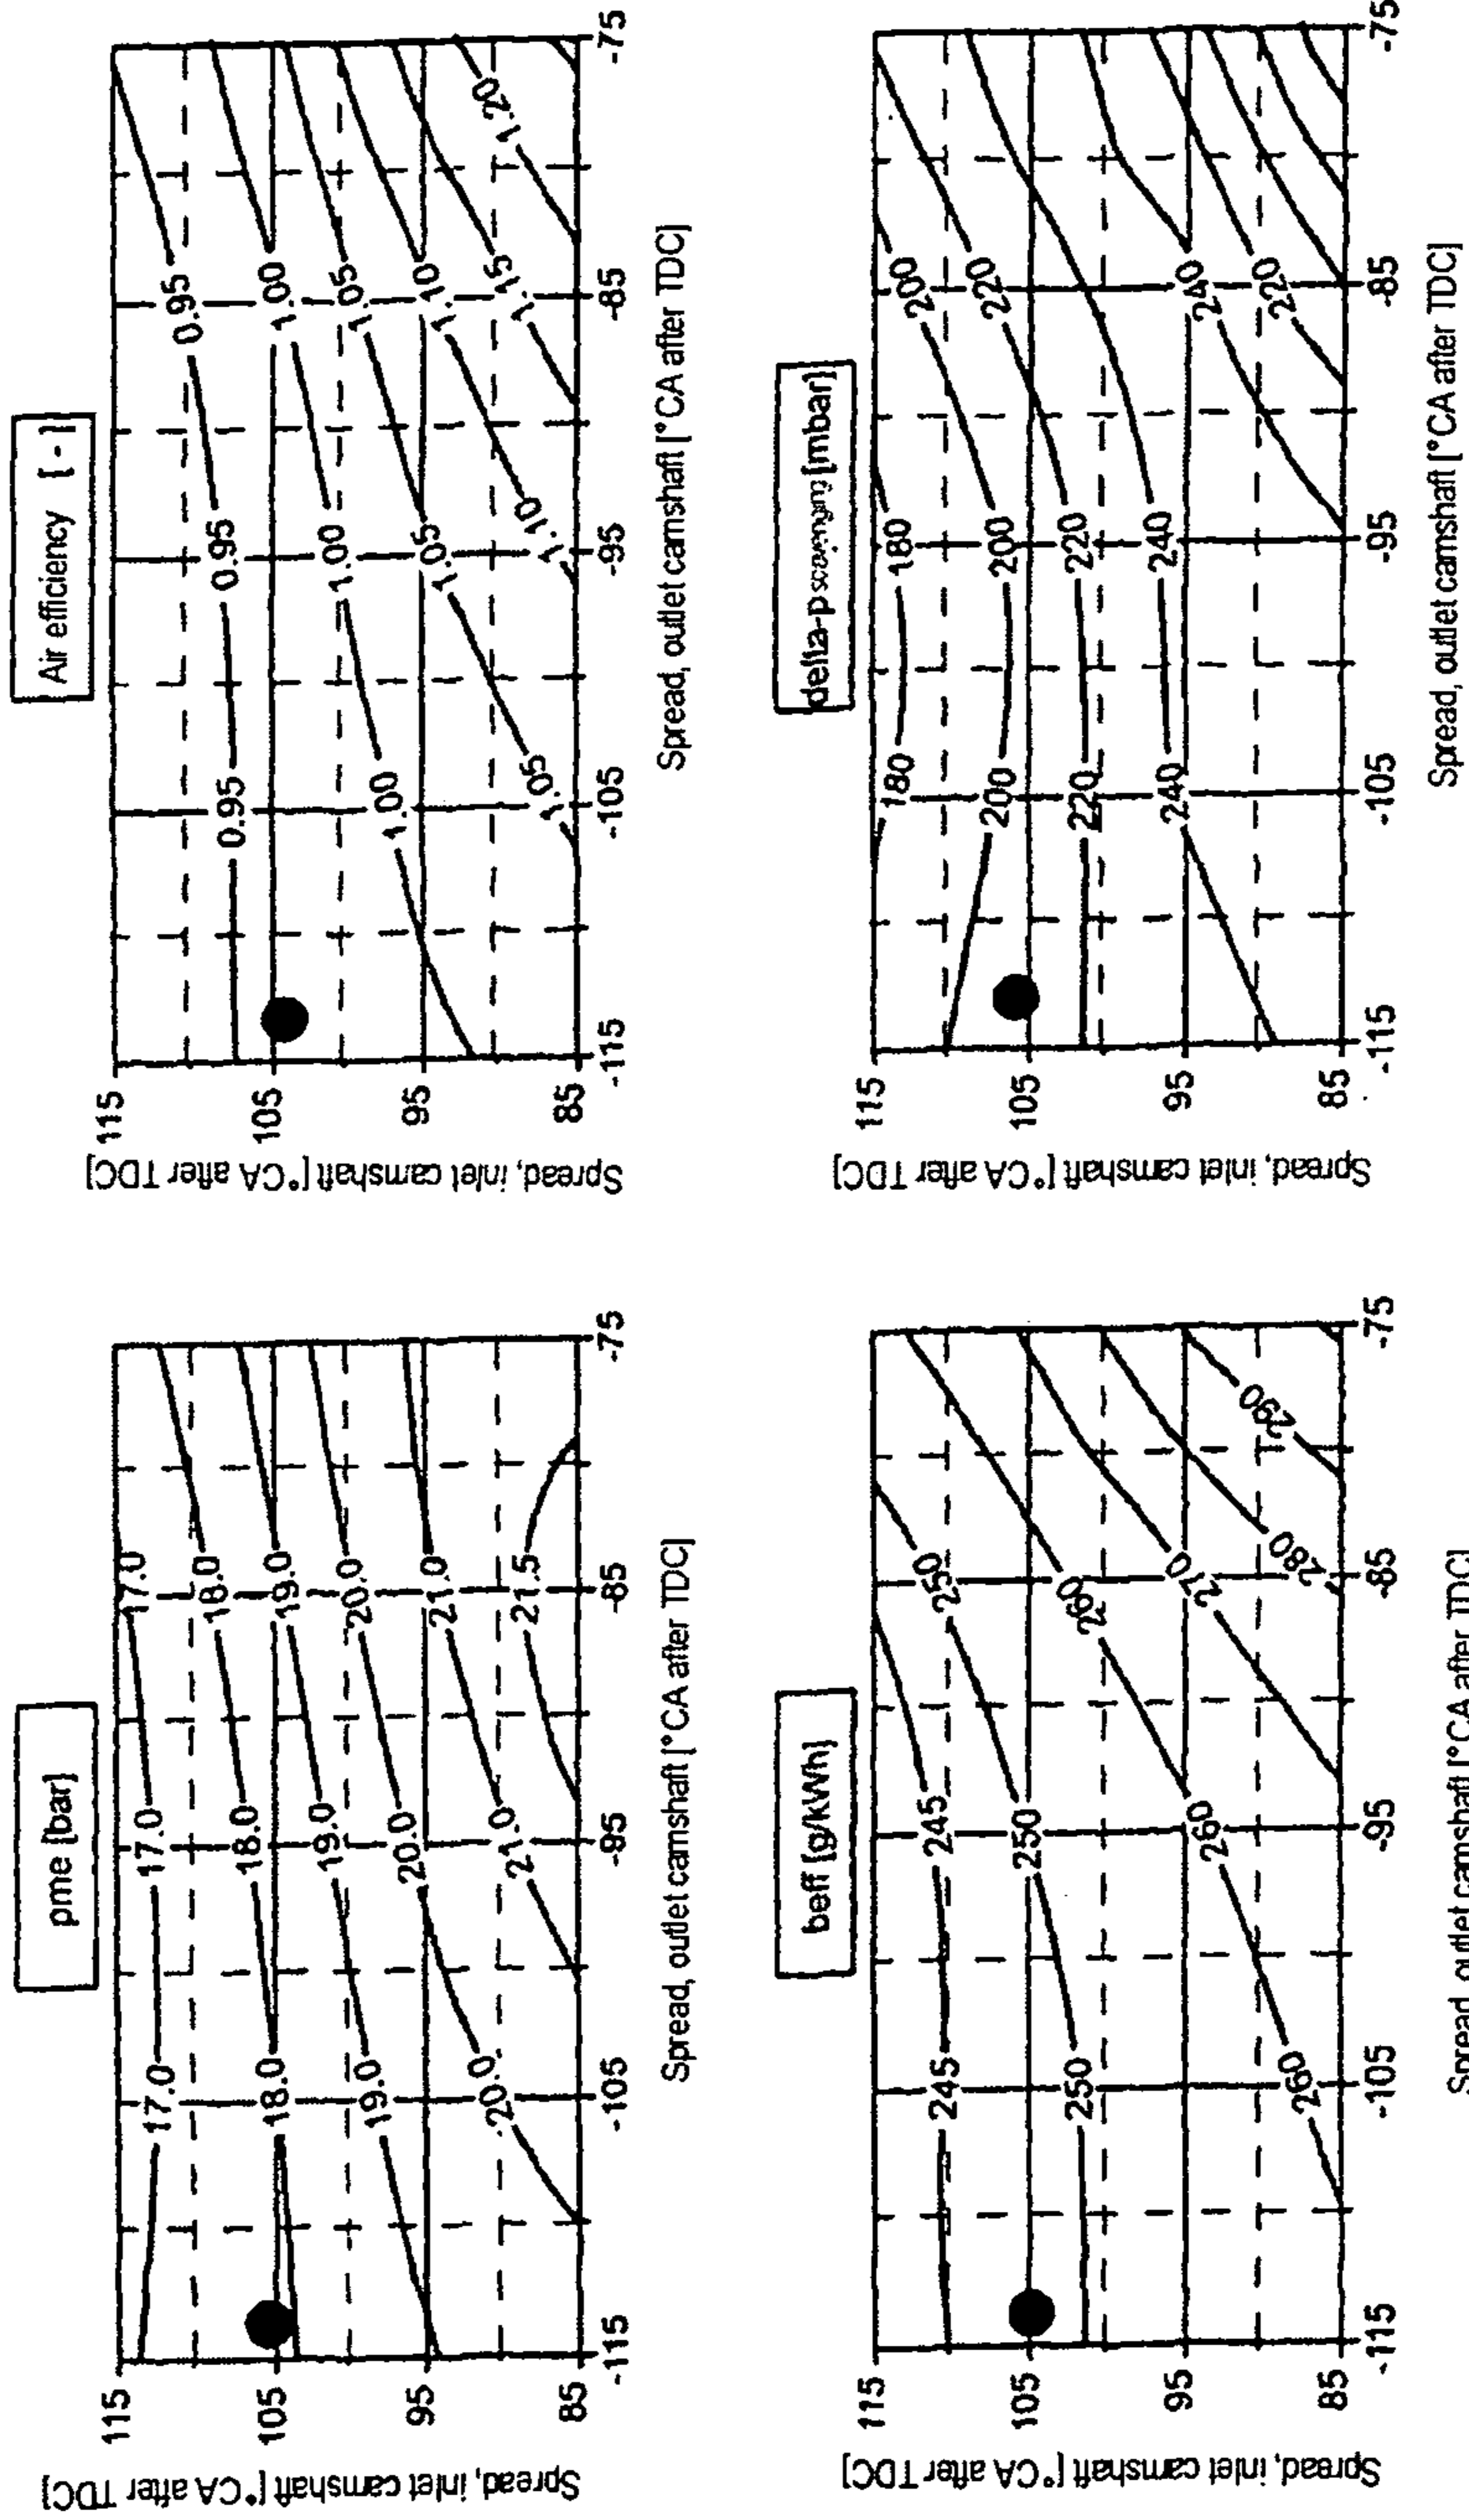 pme [bar]
Spread, inlet camshaft [°CA after TDC]
115
105
95
85
17.0 17.0 17.0
18.0 18.0 18.0
19.0 19.0 19.0
20.0 20.0 20.0
21.0 21.0
21.5
-115 -105 -95 -85 -75
Spread, outlet camshaft [°CA after TDC]
Air efficiency [-]
Spread, inlet camshaft [°CA after TDC]
115
105
95
85
0.95 0.95 0.95
1.00 1.00 1.00
1.05 1.05 1.05
1.10 1.10
1.15
1.20
-115 -105 -95 -85 -75
Spread, outlet camshaft [°CA after TDC]
beff [g/kWh]
Spread, inlet camshaft [°CA after TDC]
115
105
95
85
245 245
250 250 250
260 260 260
270
280
290
-115 -105 -95 -85 -75
Spread, outlet camshaft [°CA after TDC]
delta-p scavenging [mbar]
Spread, inlet camshaft [°CA after TDC]
115
105
95
85
180 180
200 200 200
220 220 220
240 240 240
220
-115 -105 -95 -85 -75
Spread, outlet camshaft [°CA after TDC]